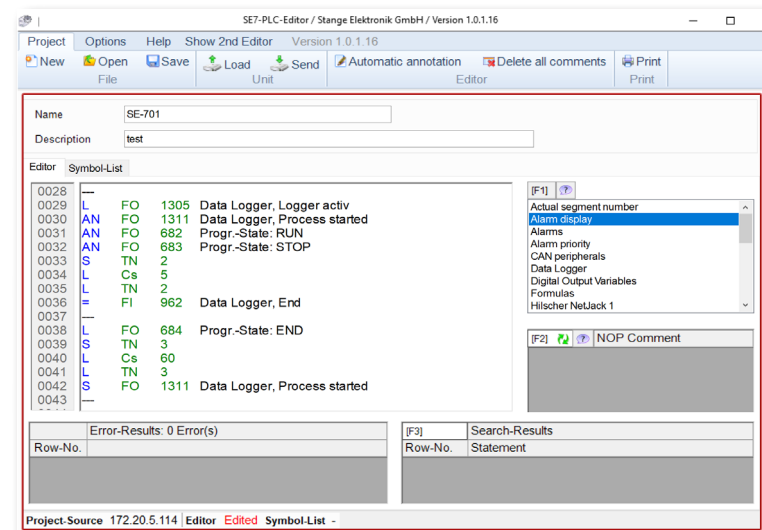 SE7-PLC-Editor / Stange Elektronik GmbH / Version 1.0.1.16
Project Options Help Show 2nd Editor Version 1.0.1.16
New Open Save Load Send Automatic annotation Delete all comments Print
File Unit Editor Print
Name SE-701
Description test
Editor Symbol-List
0028 ---
0029 L FO 1305 Data Logger, Logger activ
0030 AN FO 1311 Data Logger, Process started
0031 AN FO 682 Progr.-State: RUN
0032 AN FO 683 Progr.-State: STOP
0033 S TN 2
0034 L Cs 5
0035 L TN 2
0036 = FI 962 Data Logger, End
0037 ---
0038 L FO 684 Progr.-State: END
0039 S TN 3
0040 L Cs 60
0041 L TN 3
0042 S FO 1311 Data Logger, Process started
0043 ---
[F1]
Actual segment number
Alarm display
Alarms
Alarm priority
CAN peripherals
Data Logger
Digital Output Variables
Formulas
Hilscher NetJack 1
[F2] NOP Comment
Error-Results: 0 Error(s)
Row-No.
[F3] Search-Results
Row-No. Statement
Project-Source 172.20.5.114 Editor Edited Symbol-List -